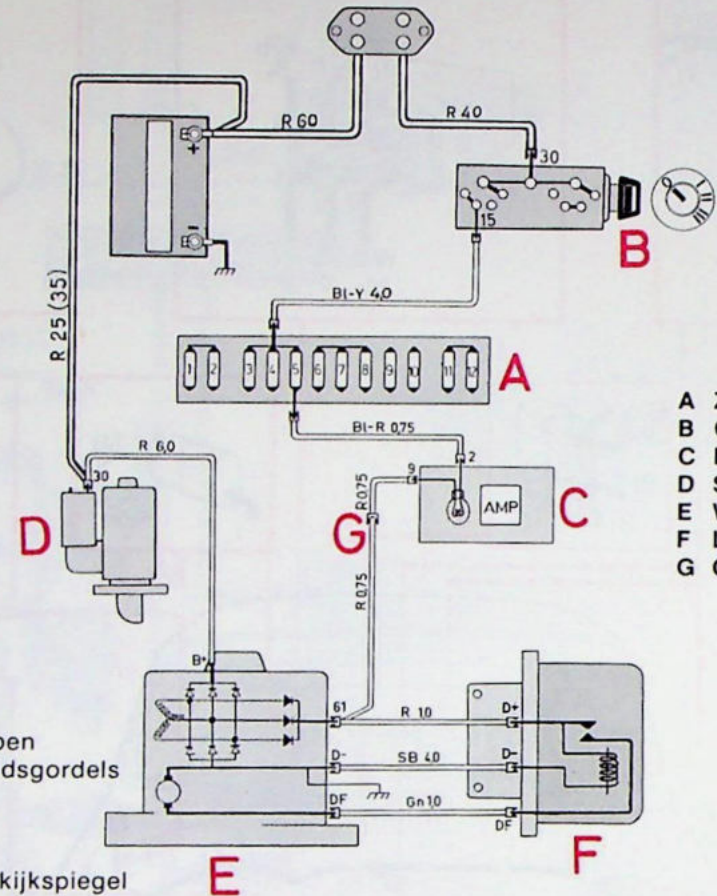 R 60
R 40
+
30
-
15
B
R 25 (35)
Bl-Y 4,0
1 2 3 4 5 6 7 8 9 10 11 12
A
Bl-R 0,75
R 6,0
30
9
2
R 0,75
AMP
D
G
C
R 0,75
A
B
C
D
E
F
G
B+
61
R 1,0
D+
D-
SB 4,0
D-
DF
Gn 1,0
DF
dsgordels
E
F
kijkspiegel